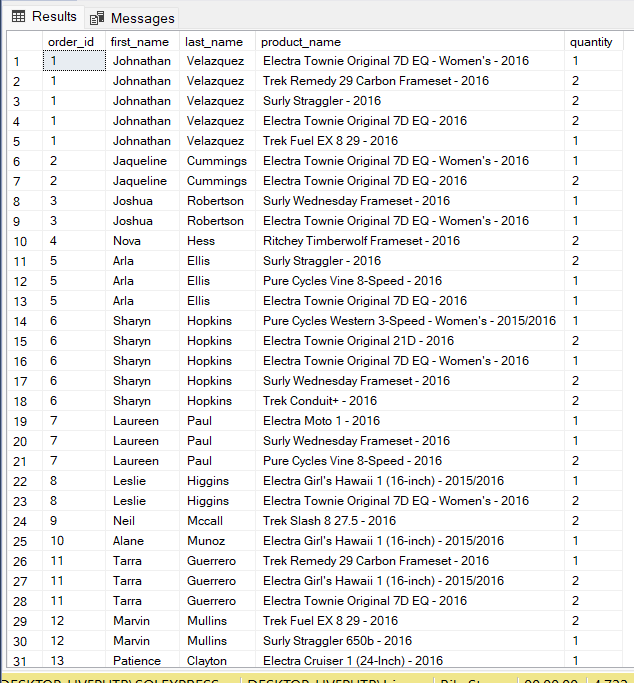 Results Messages
order_id first_name last_name product_name quantity
1 1 Johnathan Velazquez Electra Townie Original 7D EQ - Women's - 2016 1
2 1 Johnathan Velazquez Trek Remedy 29 Carbon Frameset - 2016 2
3 1 Johnathan Velazquez Surly Straggler - 2016 2
4 1 Johnathan Velazquez Electra Townie Original 7D EQ - 2016 2
5 1 Johnathan Velazquez Trek Fuel EX 8 29 - 2016 1
6 2 Jaqueline Cummings Electra Townie Original 7D EQ - Women's - 2016 1
7 2 Jaqueline Cummings Electra Townie Original 7D EQ - 2016 2
8 3 Joshua Robertson Surly Wednesday Frameset - 2016 1
9 3 Joshua Robertson Electra Townie Original 7D EQ - Women's - 2016 1
10 4 Nova Hess Ritchey Timberwolf Frameset - 2016 2
11 5 Arla Ellis Surly Straggler - 2016 2
12 5 Arla Ellis Pure Cycles Vine 8-Speed - 2016 1
13 5 Arla Ellis Electra Townie Original 7D EQ - 2016 1
14 6 Sharyn Hopkins Pure Cycles Western 3-Speed - Women's - 2015/2016 1
15 6 Sharyn Hopkins Electra Townie Original 21D - 2016 2
16 6 Sharyn Hopkins Electra Townie Original 7D EQ - Women's - 2016 1
17 6 Sharyn Hopkins Surly Wednesday Frameset - 2016 2
18 6 Sharyn Hopkins Trek Conduit+ - 2016 2
19 7 Laureen Paul Electra Moto 1 - 2016 1
20 7 Laureen Paul Surly Wednesday Frameset - 2016 1
21 7 Laureen Paul Pure Cycles Vine 8-Speed - 2016 2
22 8 Leslie Higgins Electra Girl's Hawaii 1 (16-inch) - 2015/2016 1
23 8 Leslie Higgins Electra Townie Original 7D EQ - Women's - 2016 2
24 9 Neil Mccall Trek Slash 8 27.5 - 2016 2
25 10 Alane Munoz Electra Girl's Hawaii 1 (16-inch) - 2015/2016 1
26 11 Tarra Guerrero Trek Remedy 29 Carbon Frameset - 2016 1
27 11 Tarra Guerrero Electra Girl's Hawaii 1 (16-inch) - 2015/2016 2
28 11 Tarra Guerrero Electra Townie Original 7D EQ - 2016 2
29 12 Marvin Mullins Trek Fuel EX 8 29 - 2016 2
30 12 Marvin Mullins Surly Straggler 650b - 2016 1
31 13 Patience Clayton Electra Cruiser 1 (24-Inch) - 2016 1